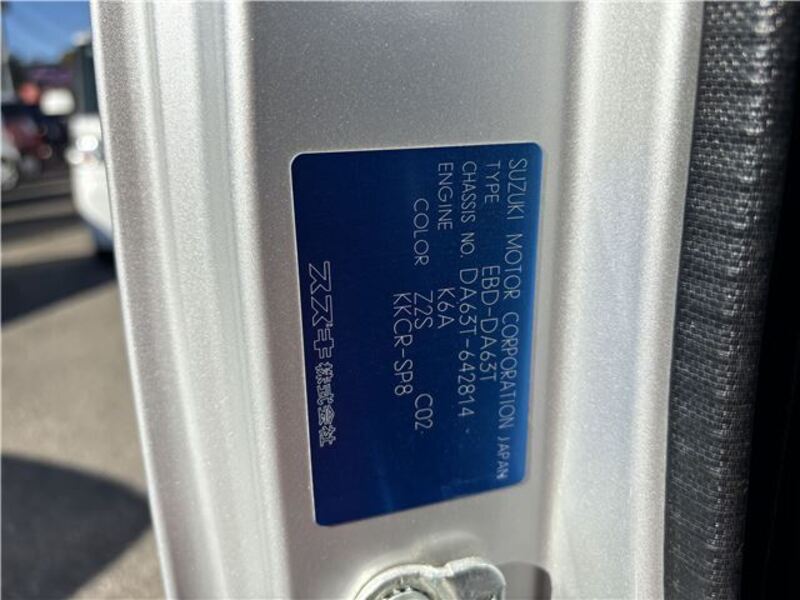 SUZUKI MOTOR CORPORATION JAPAN
TYPE EBD-DA63T
CHASSIS NO. DA63T-642814
ENGINE K6A
COLOR Z2S C02
KKCR-SP8
スズキ株式会社